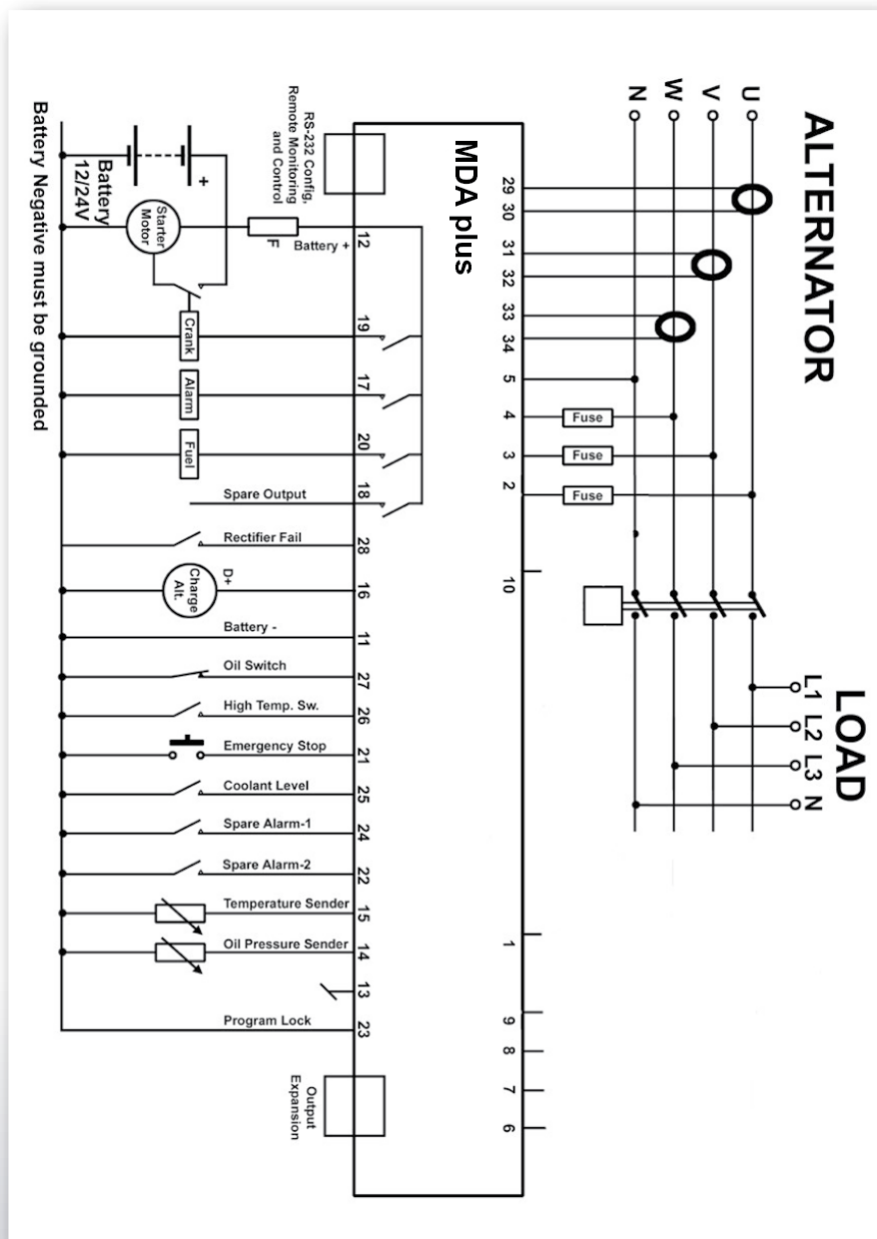 ALTERNATOR
U
V
W
N
LOAD
L1
L2
L3
N
29
30
31
32
33
34
5
4
3
2
10
1
9
8
7
6
Fuse
Fuse
Fuse
MDA plus
RS-232 Config,
Remote Monitoring
and Control
12
19
17
20
18
28
16
11
27
26
21
25
24
22
15
14
13
23
Battery +
F
+
Battery
12/24V
Starter
Motor
Crank
Alarm
Fuel
Spare Output
Rectifier Fail
D+
Charge
Alt.
Battery -
Oil Switch
High Temp. Sw.
Emergency Stop
Coolant Level
Spare Alarm-1
Spare Alarm-2
Temperature Sender
Oil Pressure Sender
Program Lock
Output
Expansion
Battery Negative must be grounded